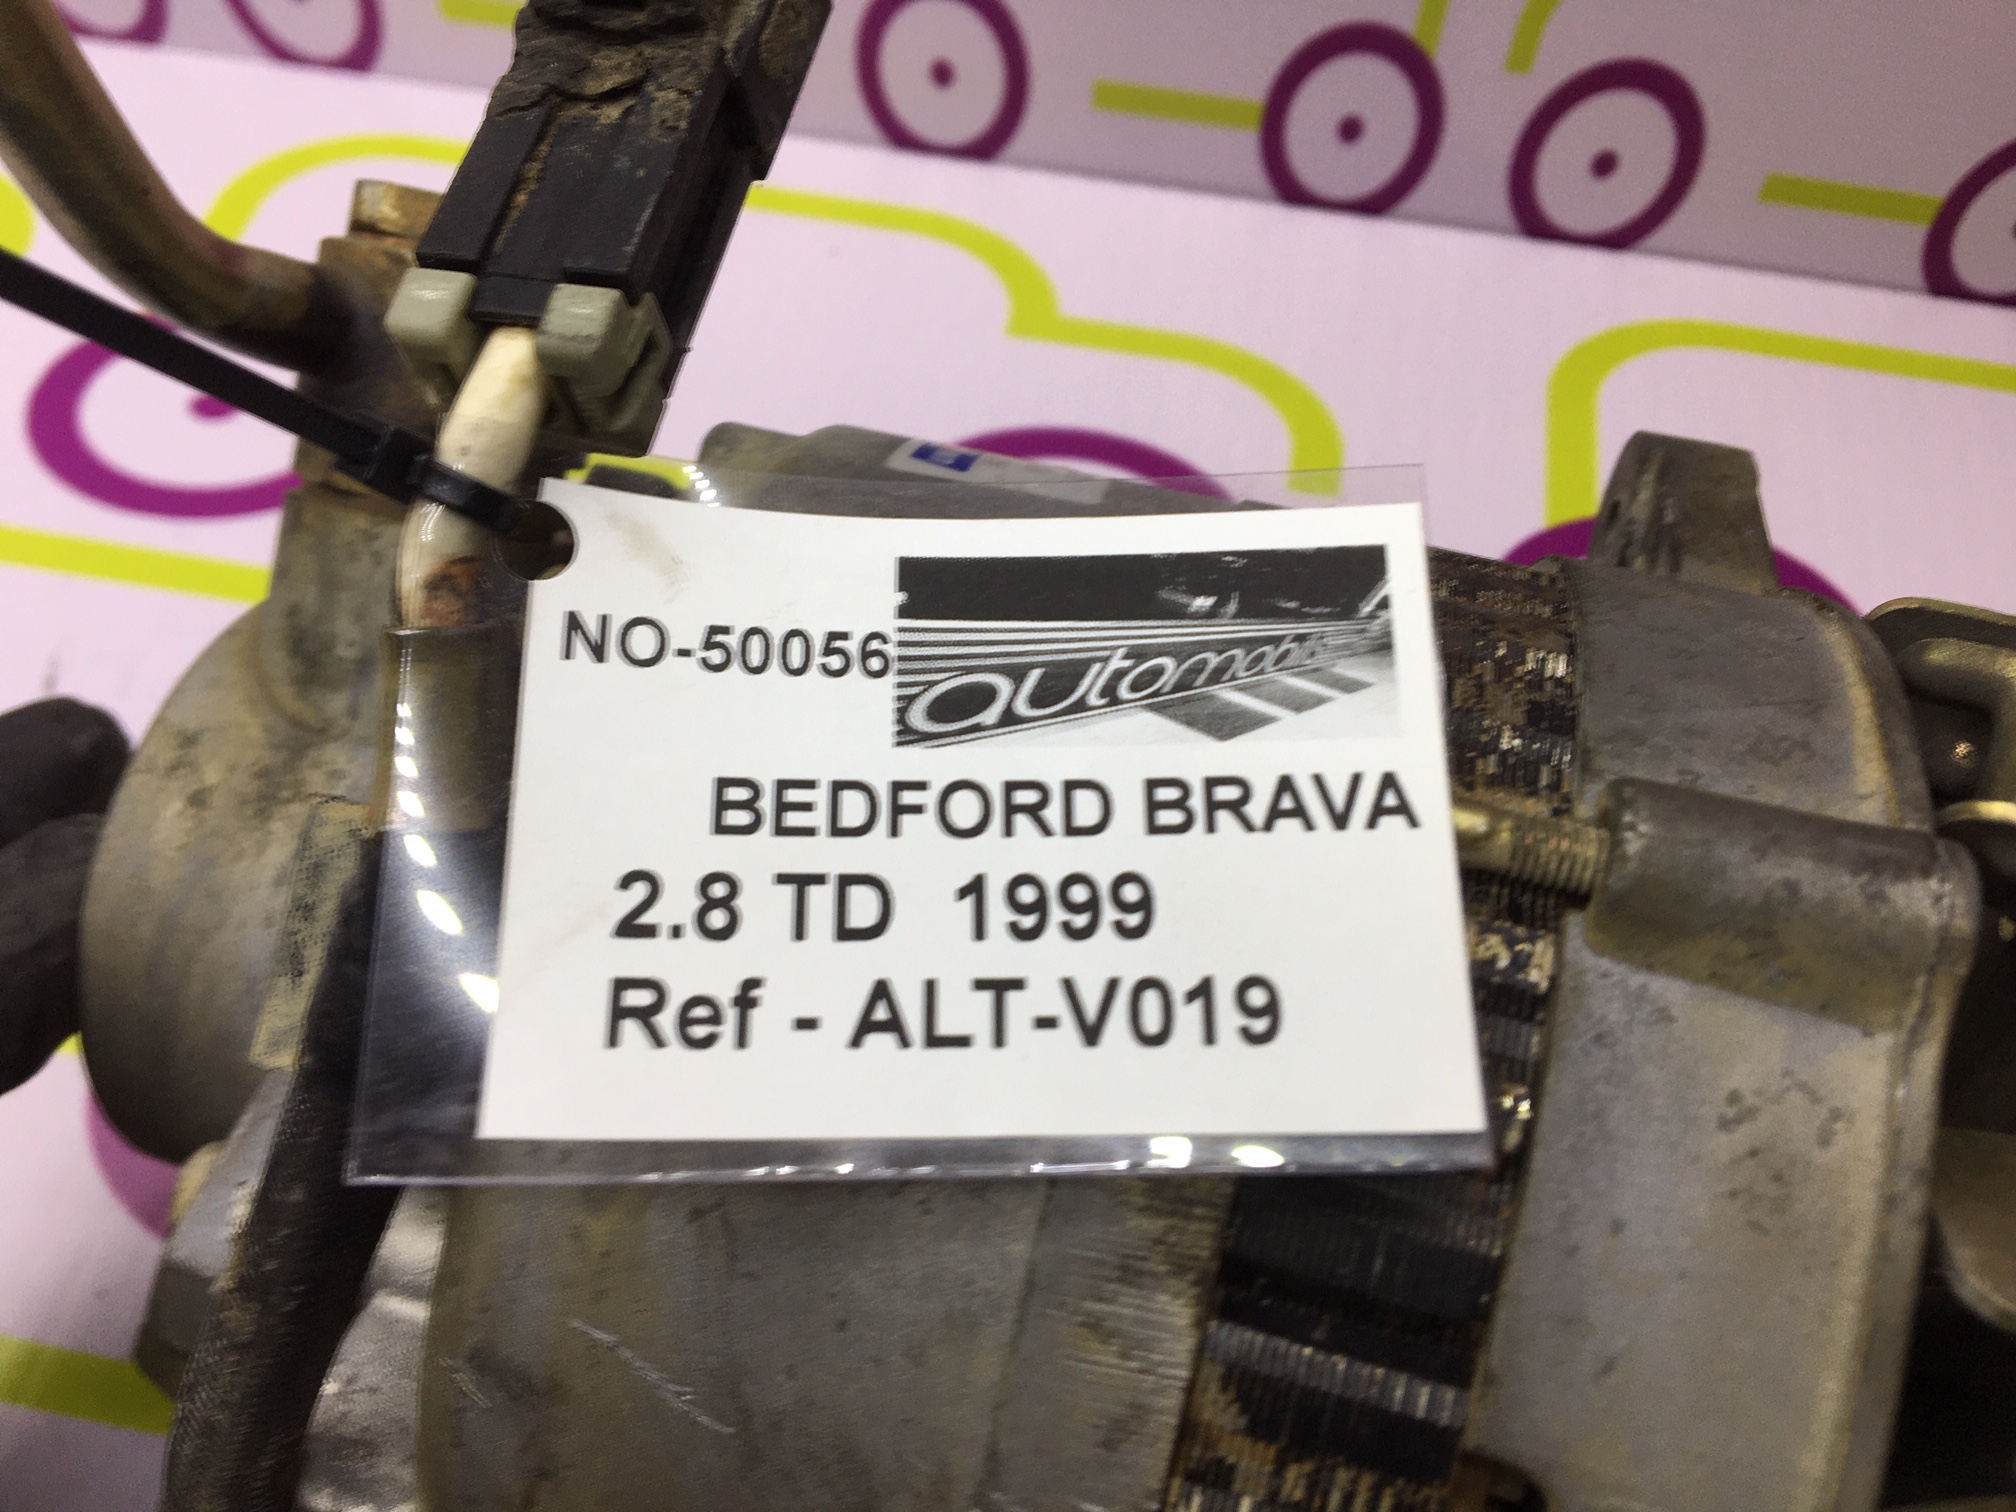 NO-50056
automobile
BEDFORD BRAVA
2.8 TD 1999
Ref - ALT-V019